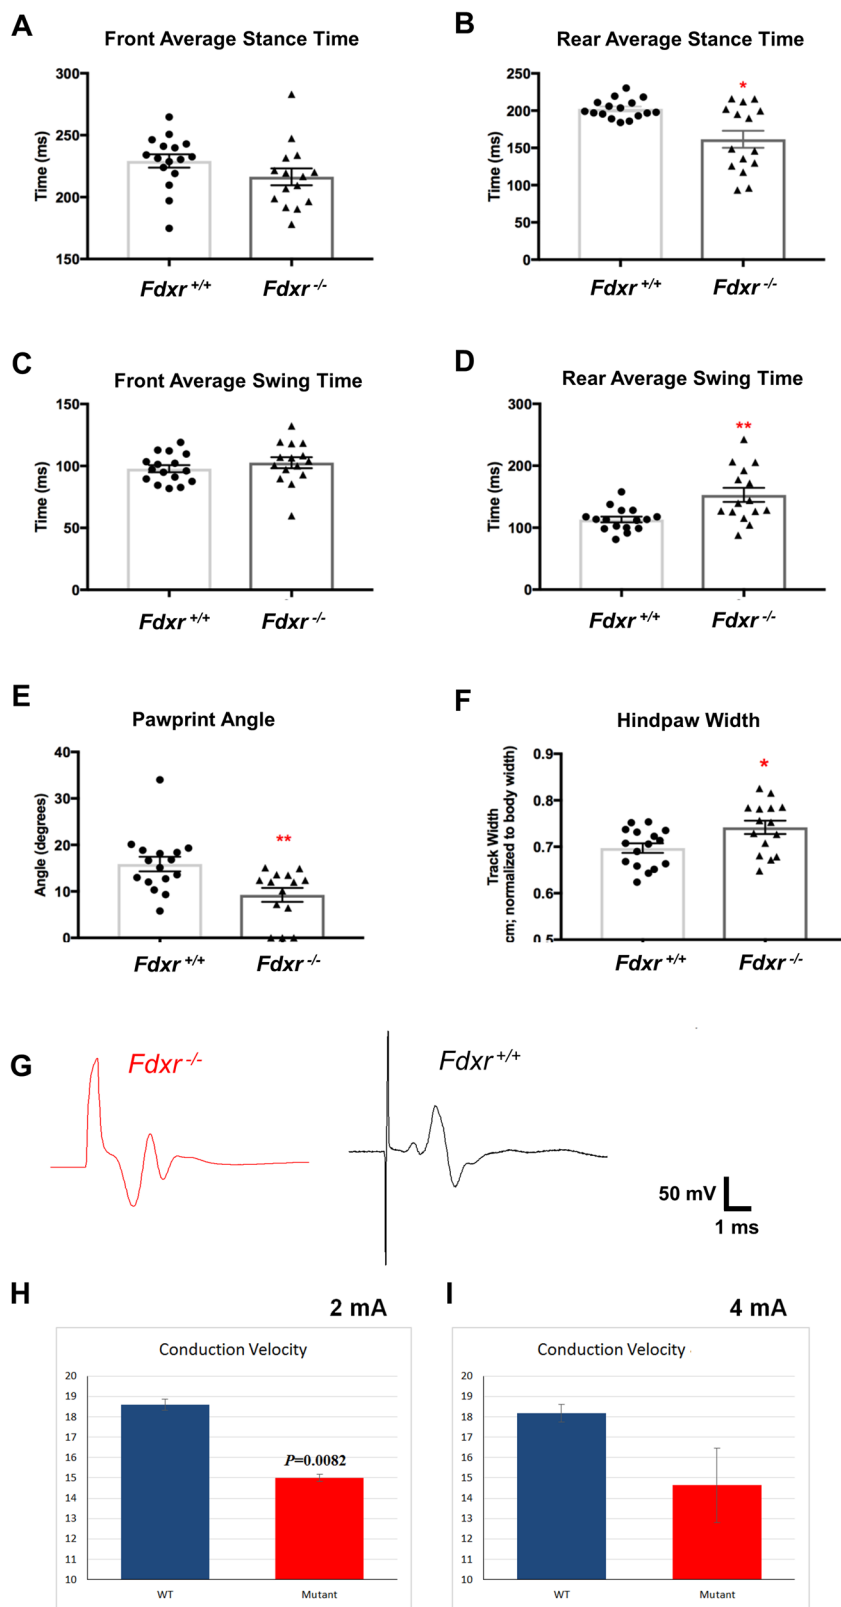 A
Front Average Stance Time
Time (ms)
300
250
200
150
Fdxr +/+
Fdxr -/-
B
Rear Average Stance Time
Time (ms)
250
200
150
100
50
0
*
Fdxr +/+
Fdxr -/-
C
Front Average Swing Time
Time (ms)
150
100
50
0
Fdxr +/+
Fdxr -/-
D
Rear Average Swing Time
Time (ms)
300
200
100
0
**
Fdxr +/+
Fdxr -/-
E
Pawprint Angle
Angle (degrees)
40
30
20
10
0
**
Fdxr +/+
Fdxr -/-
F
Hindpaw Width
Track Width
cm; normalized to body width)
0.9
0.8
0.7
0.6
0.5
*
Fdxr +/+
Fdxr -/-
G
Fdxr -/-
Fdxr +/+
50 mV
1 ms
H
2 mA
Conduction Velocity
20
19
18
17
16
15
14
13
12
11
10
P=0.0082
WT
Mutant
I
4 mA
Conduction Velocity
20
19
18
17
16
15
14
13
12
11
10
WT
Mutant